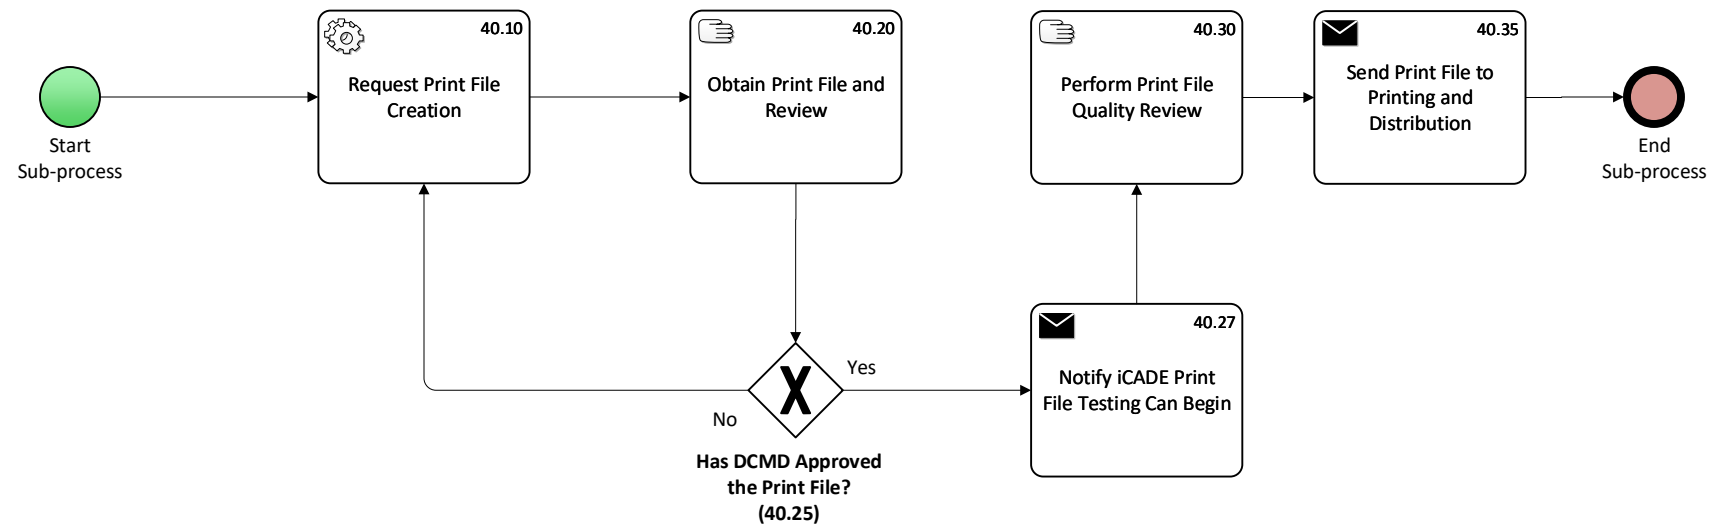 Start
Sub-process
40.10
Request Print File
Creation
40.20
Obtain Print File and
Review
Has DCMD Approved
the Print File?
(40.25)
No
Yes
40.27
Notify iCADE Print
File Testing Can Begin
40.30
Perform Print File
Quality Review
40.35
Send Print File to
Printing and
Distribution
End
Sub-process